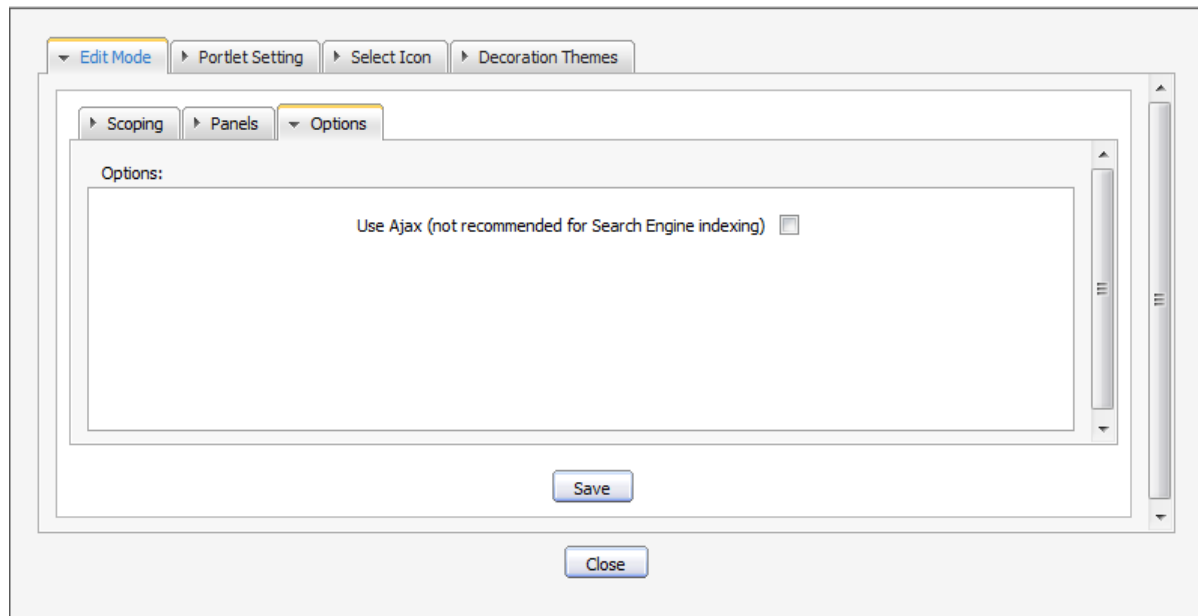 Edit Mode Portlet Setting Select Icon Decoration Themes
Scoping Panels Options
Options:
Use Ajax (not recommended for Search Engine indexing)
Save
Close